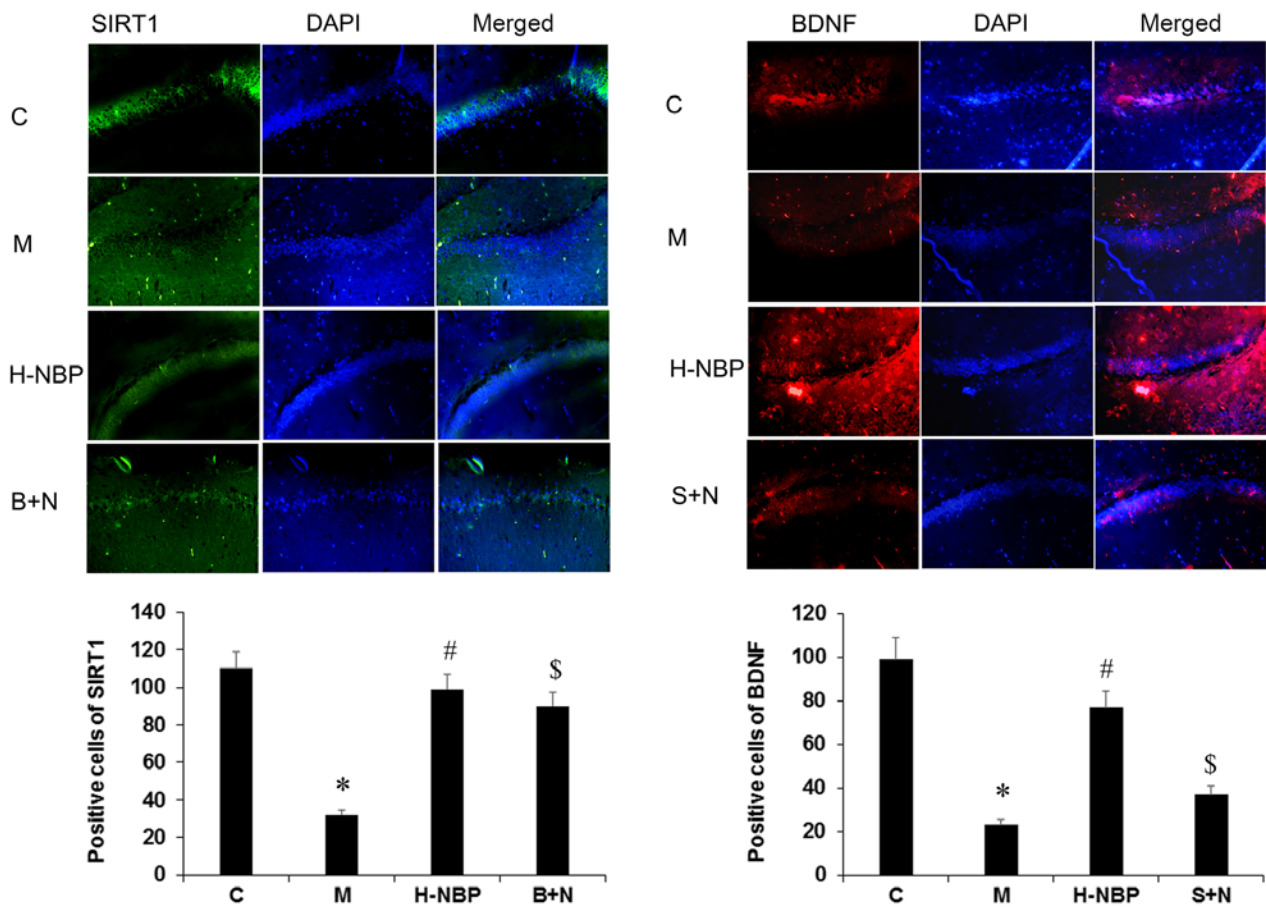 SIRT1 DAPI Merged
C
M
H-NBP
B+N
Positive cells of SIRT1
140
120
100
80
60
40
20
0
*
#
$
C M H-NBP B+N
BDNF DAPI Merged
C
M
H-NBP
S+N
Positive cells of BDNF
120
100
80
60
40
20
0
*
#
$
C M H-NBP S+N